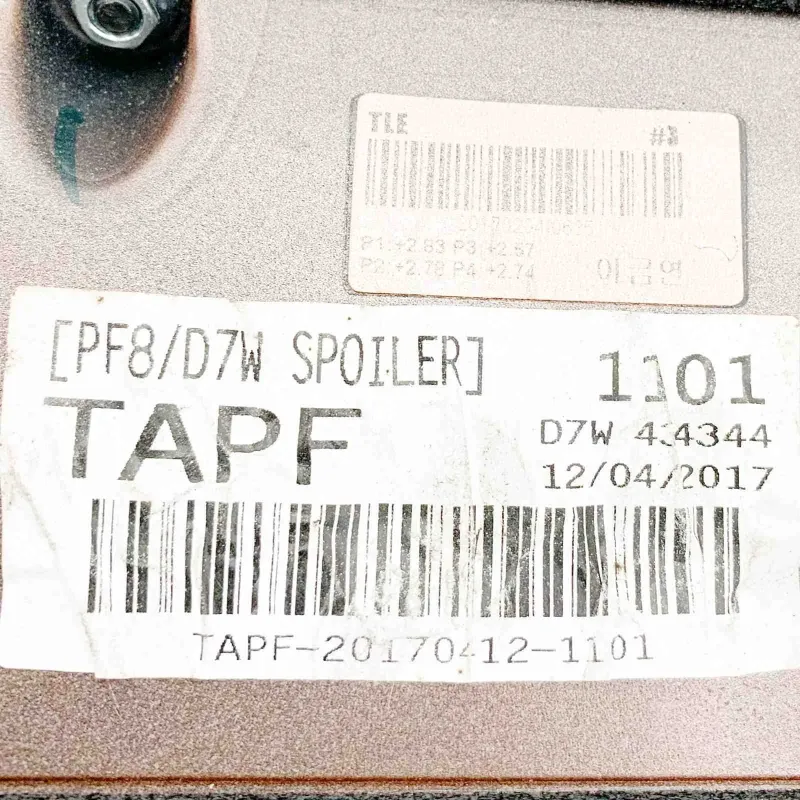 TLE
#3
P1:+2.83 P3:+2.57
P2:+2.78 P4:+2.74
[PF8/D7W SPOILER]
1101
TAPF
D7W 434344
12/04/2017
TAPF-20170412-1101